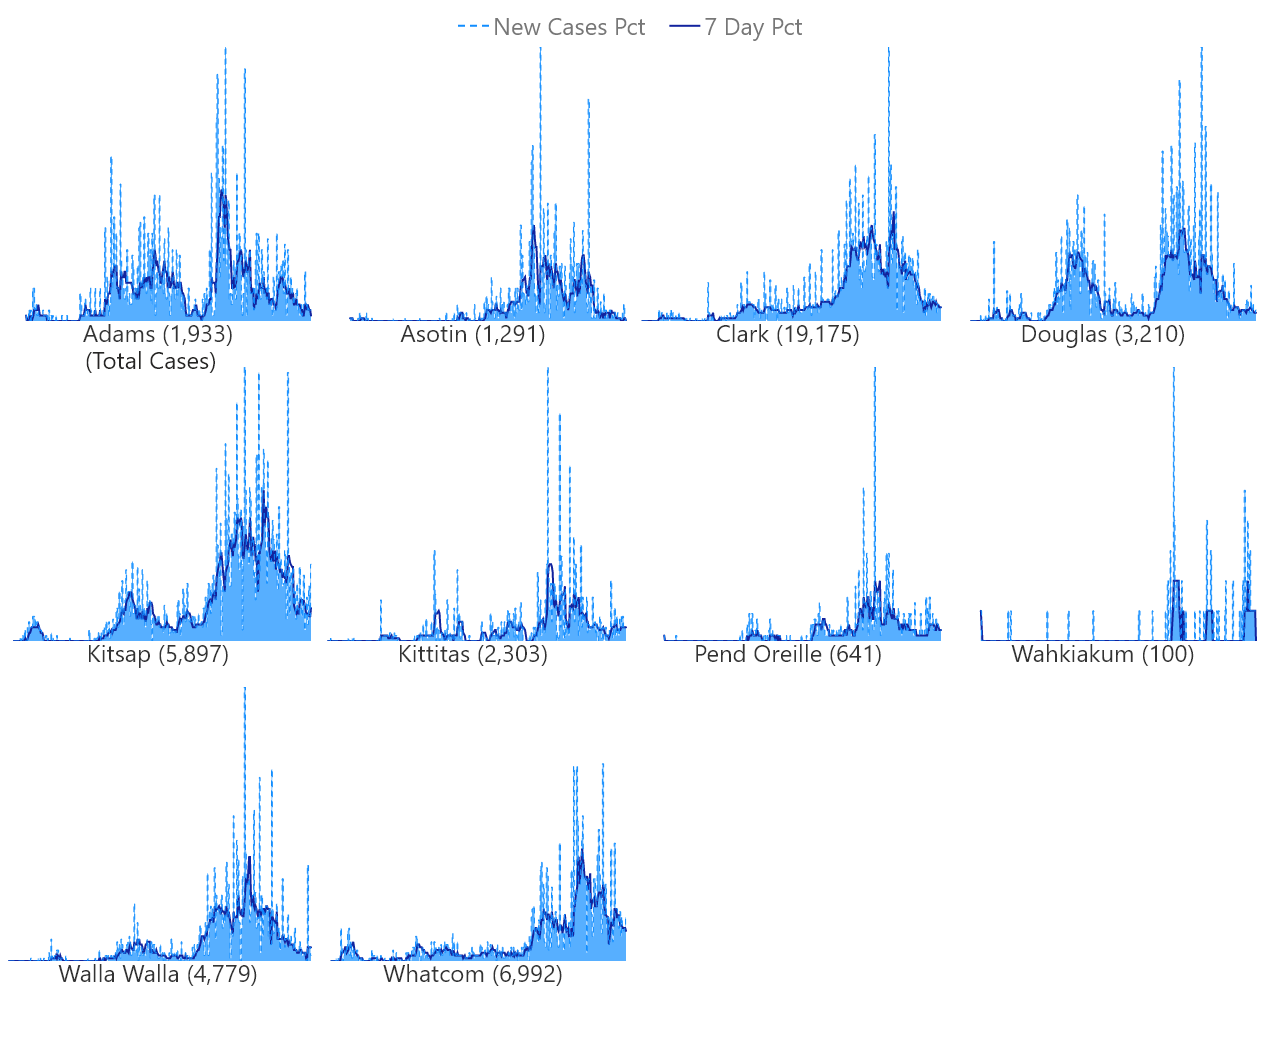 New Cases Pct 7 Day Pct
Adams (1,933) Asotin (1,291) Clark (19,175) Douglas (3,210)
(Total Cases)
Kitsap (5,897) Kittitas (2,303) Pend Oreille (641) Wahkiakum (100)
Walla Walla (4,779) Whatcom (6,992)